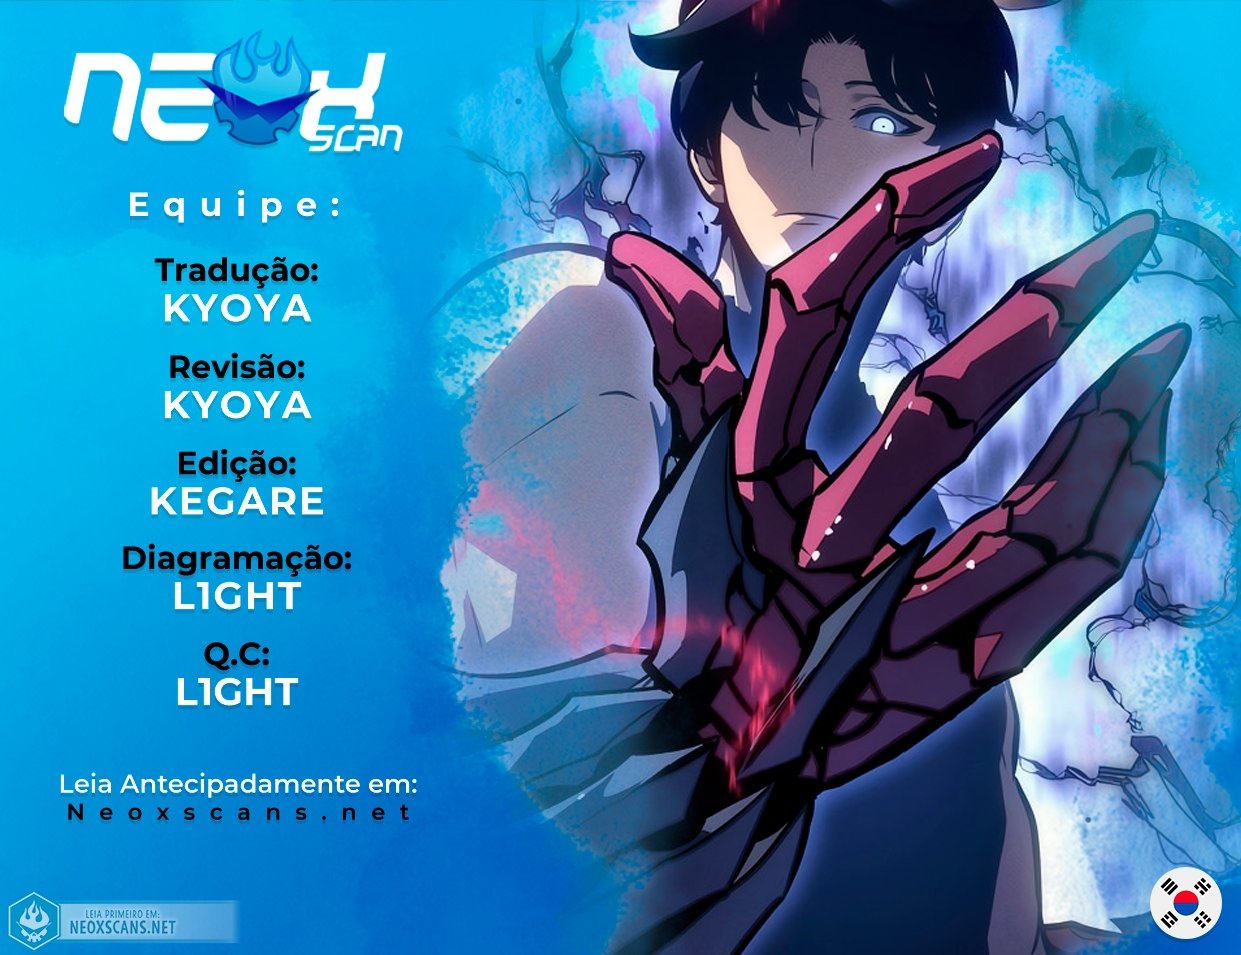 NEOX
SCAN
Equipe:
Tradução:
KYOYA
Revisão:
KYOYA
Edição:
KEGARE
Diagramação:
L1GHT
Q.C:
L1GHT
Leia Antecipadamente em:
Neoxscans.net
LEIA PRIMEIRO EM:
NEOXSCANS.NET